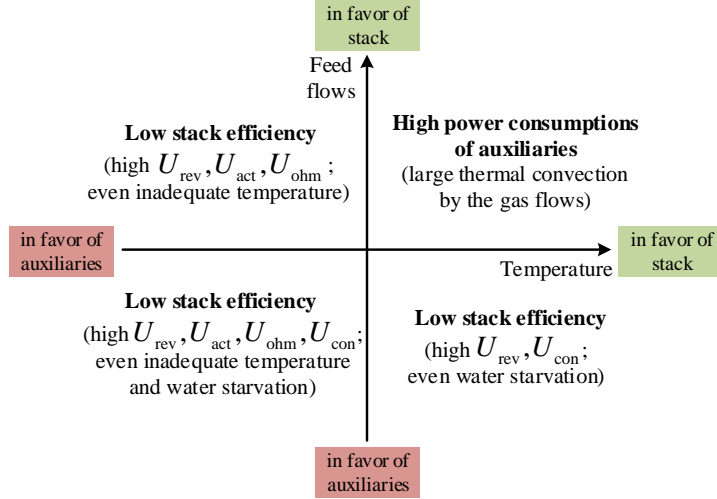 in favor of
stack
Feed
flows
Low stack efficiency
(high U_rev, U_act, U_ohm ;
even inadequate temperature)
High power consumptions
of auxiliaries
(large thermal convection
by the gas flows)
in favor of
auxiliaries
Temperature
in favor of
stack
Low stack efficiency
(high U_rev, U_act, U_ohm, U_con;
even inadequate temperature
and water starvation)
Low stack efficiency
(high U_rev, U_con;
even water starvation)
in favor of
auxiliaries